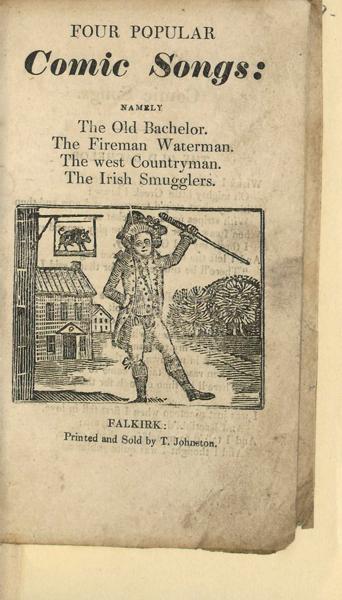 FOUR POPULAR
Comic Songs:
NAMELY
The Old Bachelor.
The Fireman Waterman.
The west Countryman.
The Irish Smugglers.
FALKIRK:
Printed and Sold by T. Johnston.